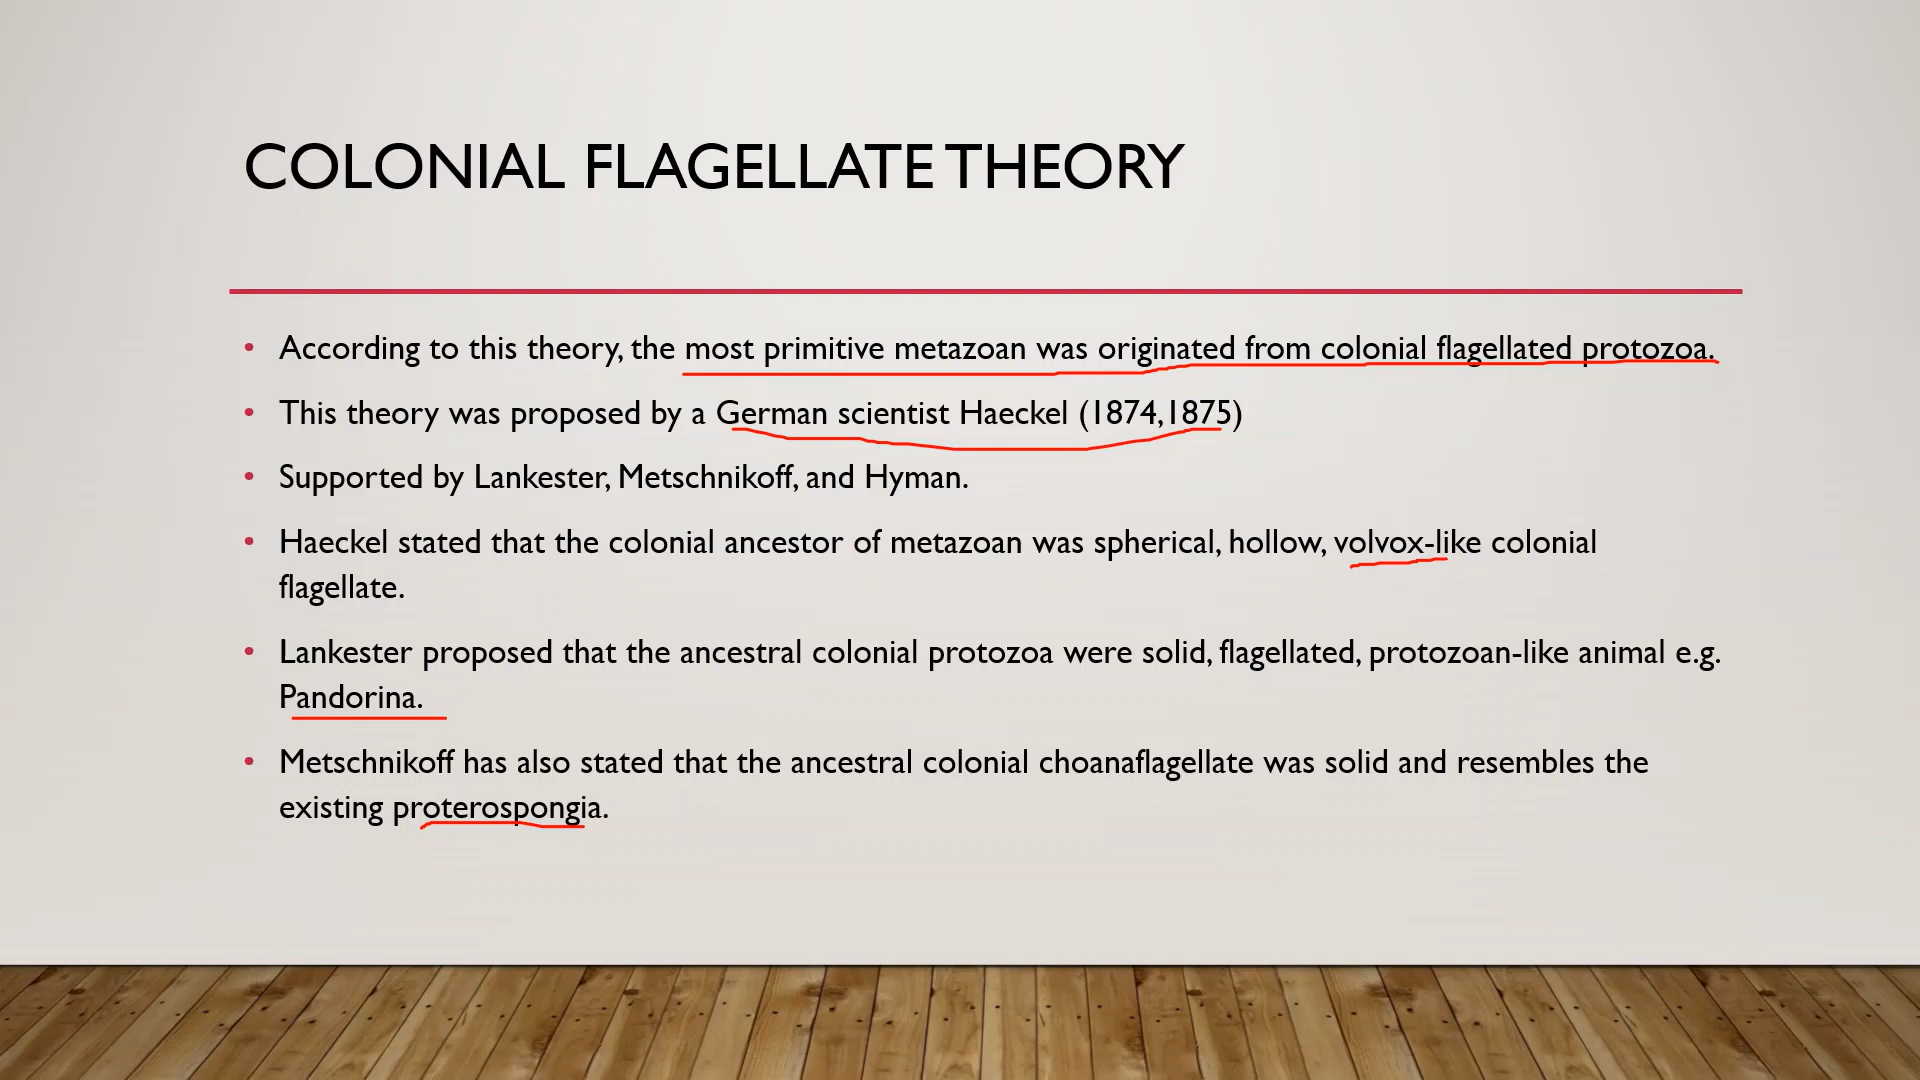 COLONIAL FLAGELLATE THEORY
• According to this theory, the most primitive metazoan was originated from colonial flagellated protozoa.
• This theory was proposed by a German scientist Haeckel (1874,1875)
• Supported by Lankester, Metschnikoff, and Hyman.
• Haeckel stated that the colonial ancestor of metazoan was spherical, hollow, volvox-like colonial
flagellate.
• Lankester proposed that the ancestral colonial protozoa were solid, flagellated, protozoan-like animal e.g.
Pandorina.
• Metschnikoff has also stated that the ancestral colonial choanaflagellate was solid and resembles the
existing proterospongia.